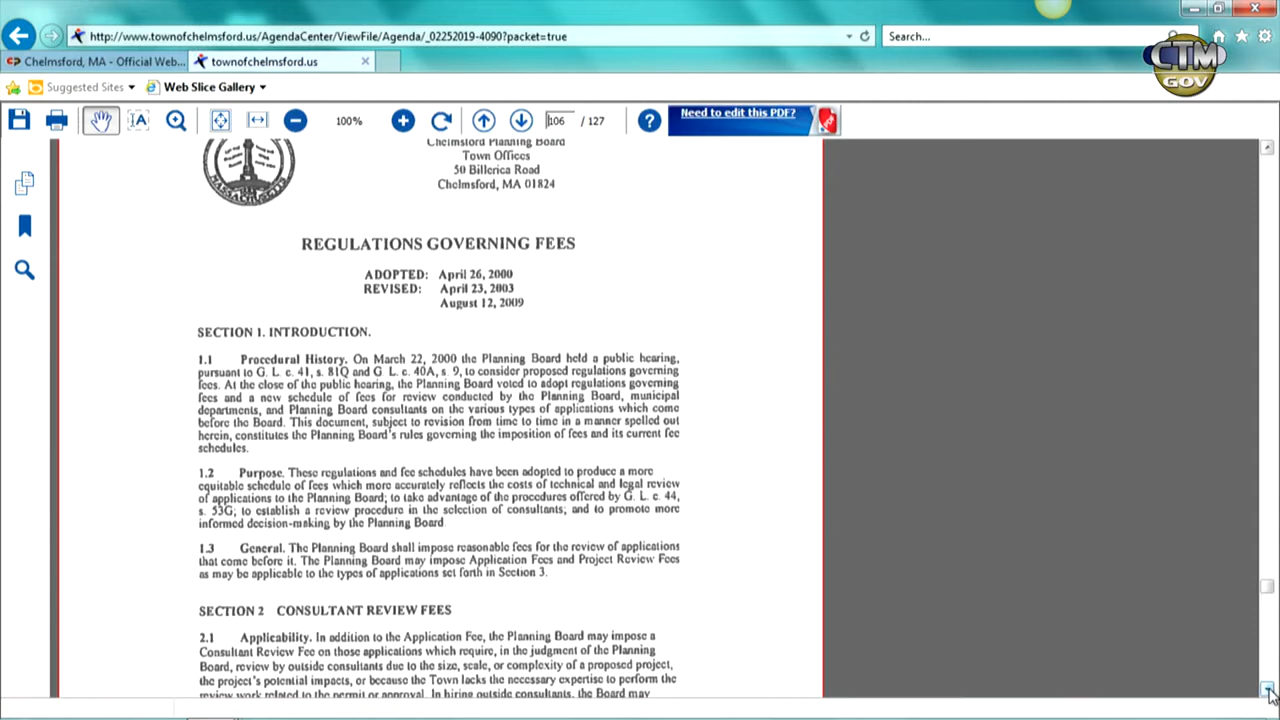 http://www.townofchelmsford.us/AgendaCenter/ViewFile/Agenda/_02252019-4090?packet=true
Search...
CTM
GOV
Chelmsford, MA - Official Web...
townofchelmsford.us
Suggested Sites
Web Slice Gallery
100%
106 / 127
Need to edit this PDF?
PDF
MASSACHUSETTS
Chelmsford Planning Board
Town Offices
50 Billerica Road
Chelmsford, MA 01824
REGULATIONS GOVERNING FEES
ADOPTED: April 26, 2000
REVISED: April 23, 2003
August 12, 2009
SECTION 1. INTRODUCTION.
1.1 Procedural History. On March 22, 2000 the Planning Board held a public hearing,
pursuant to G. L. c. 41, s. 81Q and G L. c. 40A, s. 9, to consider proposed regulations governing
fees. At the close of the public hearing, the Planning Board voted to adopt regulations governing
fees and a new schedule of fees for review conducted by the Planning Board, municipal
departments, and Planning Board consultants on the various types of applications which come
before the Board. This document, subject to revision from time to time in a manner spelled out
herein, constitutes the Planning Board's rules governing the imposition of fees and its current fee
schedules.
1.2 Purpose. These regulations and fee schedules have been adopted to produce a more
equitable schedule of fees which more accurately reflects the costs of technical and legal review
of applications to the Planning Board; to take advantage of the procedures offered by G. L. c. 44,
s. 53G; to establish a review procedure in the selection of consultants; and to promote more
informed decision-making by the Planning Board
1.3 General. The Planning Board shall impose reasonable fees for the review of applications
that come before it. The Planning Board may impose Application Fees and Project Review Fees
as may be applicable to the types of applications set forth in Section 3.
SECTION 2 CONSULTANT REVIEW FEES
2.1 Applicability. In addition to the Application Fee, the Planning Board may impose a
Consultant Review Fee on those applications which require, in the judgment of the Planning
Board, review by outside consultants due to the size, scale, or complexity of a proposed project,
the project's potential impacts, or because the Town lacks the necessary expertise to perform the
review work related to the permit or approval. In hiring outside consultants, the Board may